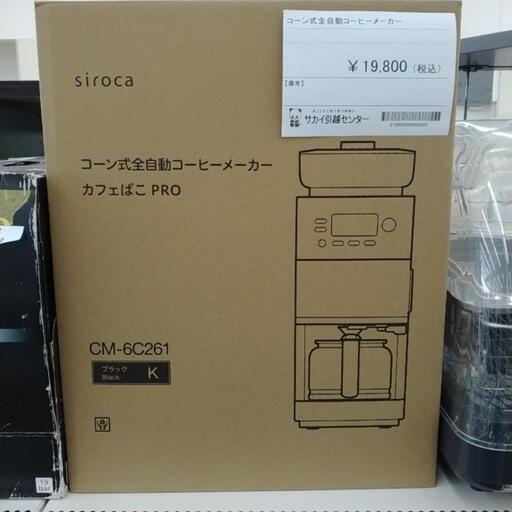 コーン式全自動コーヒーメーカー
￥19,800（税込）
【備考】
サカイ引越センター
siroca
コーン式全自動コーヒーメーカー
カフェばこ PRO
CM-6C261
ブラック
Black
K
19
bar